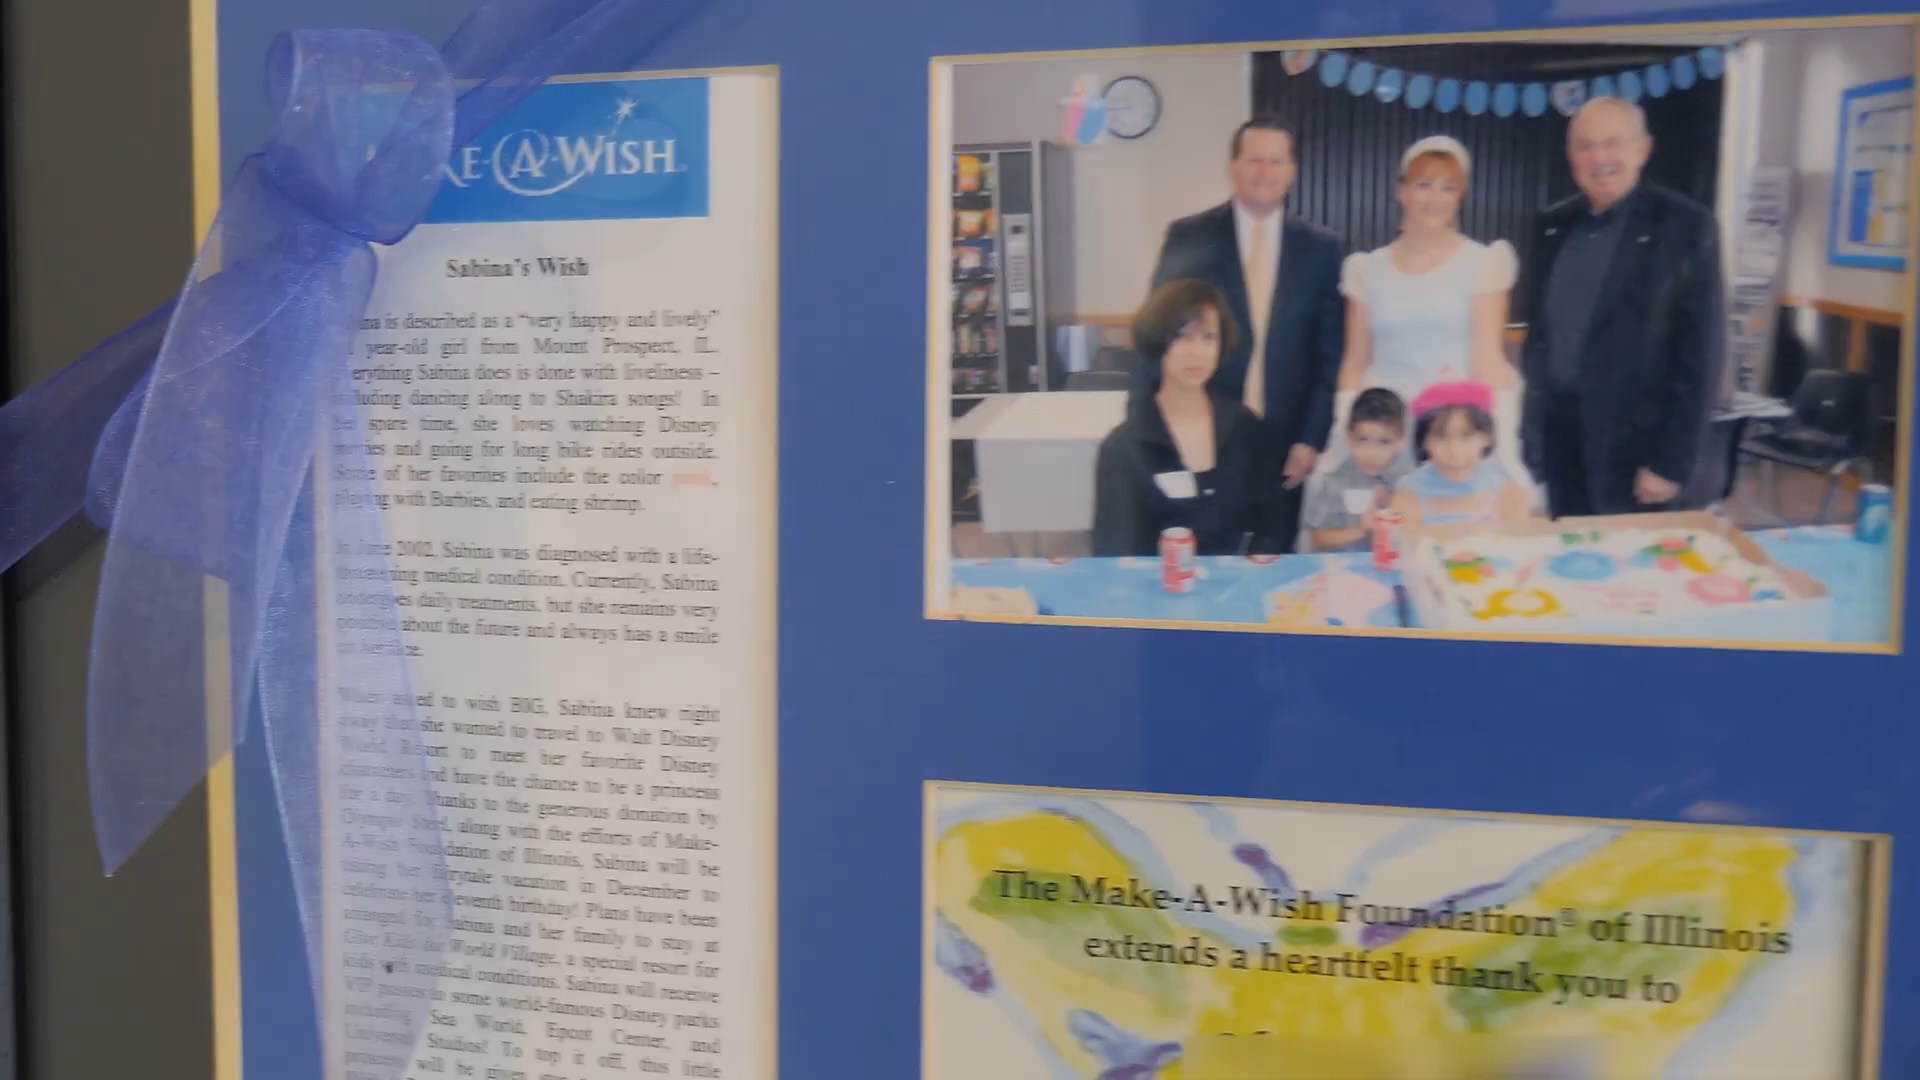 KE-A-WISH
Sabina's Wish
is described as a "very happy and lively"
year-old girl from Mount Prospect, IL.
Sabina does is done with liveliness –
dancing along to Shakira songs! In
spare time, she loves watching Disney
and going for long bike rides outside.
Some of her favorites include the color pink,
playing with Barbies, and eating shrimp.
In June 2002, Sabina was diagnosed with a life-
medical condition. Currently, Sabina
undergoes daily treatments, but she remains very
positive about the future and always has a smile
on her face.
When asked to wish BIG, Sabina knew right
away that she wanted to travel to Walt Disney
World Resort to meet her favorite Disney
characters and have the chance to be a princess
for a day. Thanks to the generous donation by
Olympic Steel, along with the efforts of Make-
A-Wish Foundation of Illinois, Sabina will be
taking her fairytale vacation in December to
celebrate her eleventh birthday! Plans have been
arranged for Sabina and her family to stay at
Give Kids the World Village, a special resort for
kids with medical conditions. Sabina will receive
VIP passes to some world-famous Disney parks
including Sea World, Epcot Center, and
Universal Studios! To top it off, this little
princess will be given
The Make-A-Wish Foundation® of Illinois
extends a heartfelt thank you to